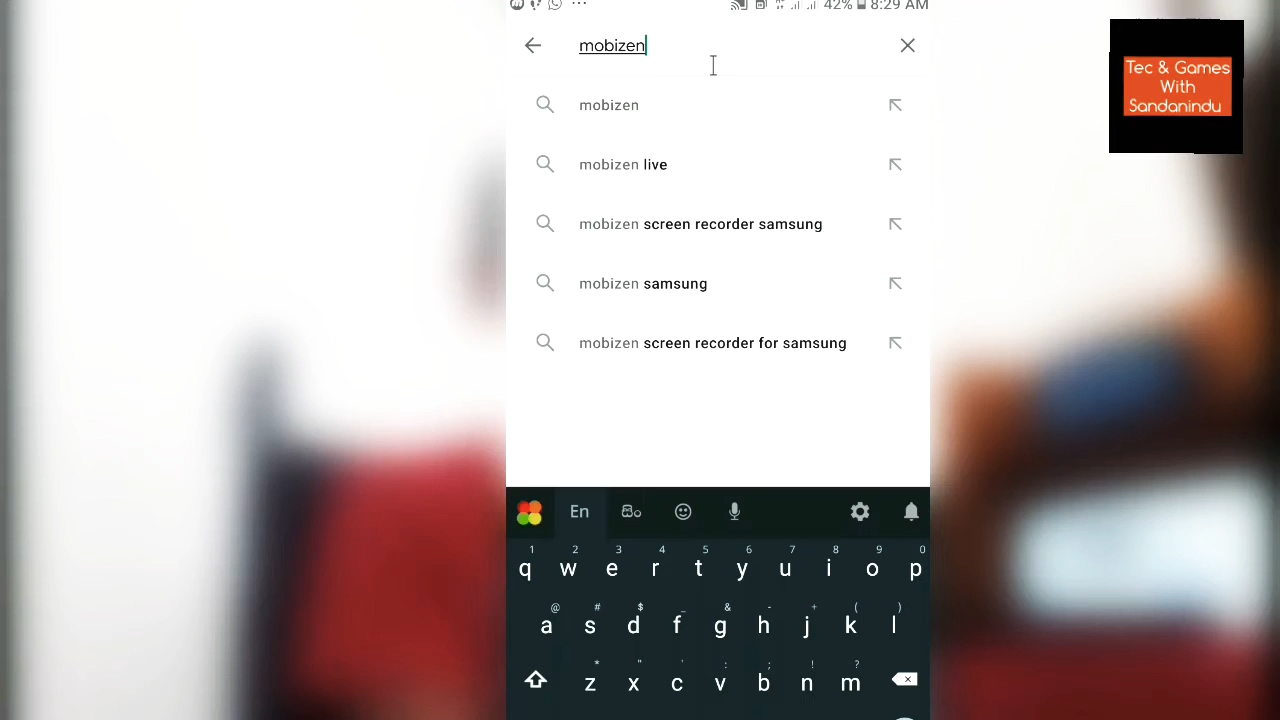 42% 8:29 AM
mobizen
mobizen
mobizen live
mobizen screen recorder samsung
mobizen samsung
mobizen screen recorder for samsung
Tec & Games
With
Sandanindu
En
1 2 3 4 5 6 7 8 9 0
q w e r t y u i o p
@ # $ _ & - + ( )
a s d f g h j k l
* " ' : ; ! ?
z x c v b n m